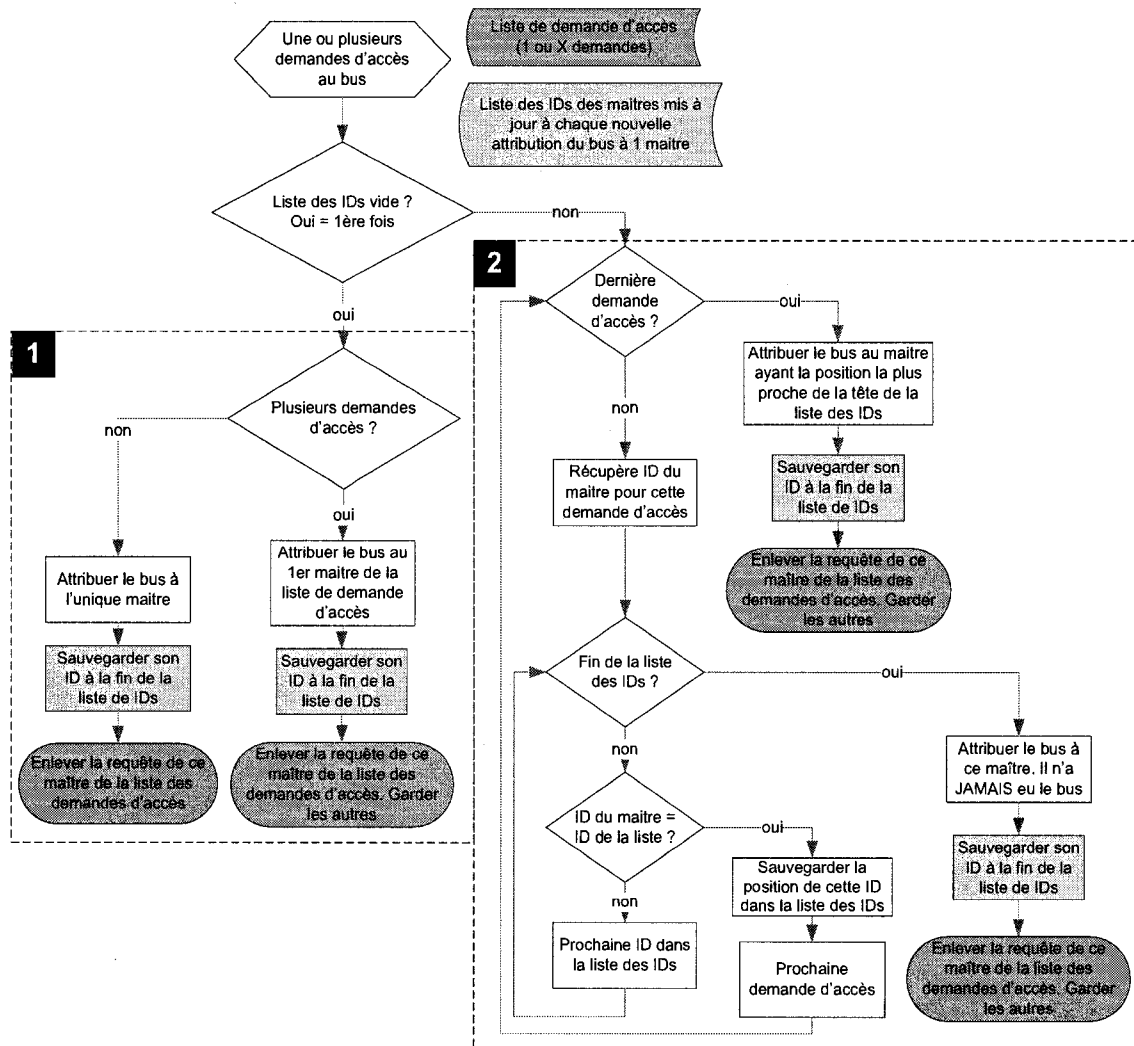 Une ou plusieurs
demandes d'accès
au bus
Liste de demande d'accès
(1 ou X demandes)
Liste des IDs des maitres mis à
jour à chaque nouvelle
attribution du bus à 1 maitre
Liste des IDs vide ?
Oui = 1ère fois
non
oui
1
Plusieurs demandes
d'accès ?
non
oui
Attribuer le bus à
l'unique maitre
Sauvegarder son
ID à la fin de la
liste de IDs
Enlever la requête de ce
maître de la liste des
demandes d'accès
Attribuer le bus au
1er maitre de la
liste de demande
d'accès
Sauvegarder son
ID à la fin de la
liste de IDs
Enlever la requête de ce
maître de la liste des
demandes d'accès. Garder
les autres
2
Dernière
demande
d'accès ?
oui
non
Attribuer le bus au maitre
ayant la position la plus
proche de la tête de la
liste des IDs
Sauvegarder son
ID à la fin de la
liste de IDs
Enlever la requête de ce
maître de la liste des
demandes d'accès. Garder
les autres
Récupère ID du
maitre pour cette
demande d'accès
Fin de la liste
des IDs ?
oui
non
Attribuer le bus à
ce maître. Il n'a
JAMAIS eu le bus
Sauvegarder son
ID à la fin de la
liste de IDs
Enlever la requête de ce
maître de la liste des
demandes d'accès. Garder
les autres
ID du maitre =
ID de la liste ?
oui
non
Sauvegarder la
position de cette ID
dans la liste des IDs
Prochaine
demande d'accès
Prochaine ID dans
la liste des IDs